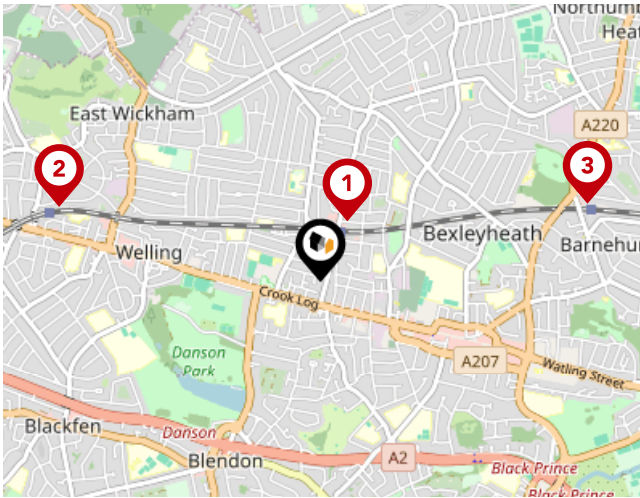 Northumb
Heat
East Wickham
A220
2
1
3
Bexleyheath
Barnehur
Welling
Crook Log
Danson
Park
A207
Watling Street
Blackfen
Danson
Blendon
A2
Black Prince
Black Prince